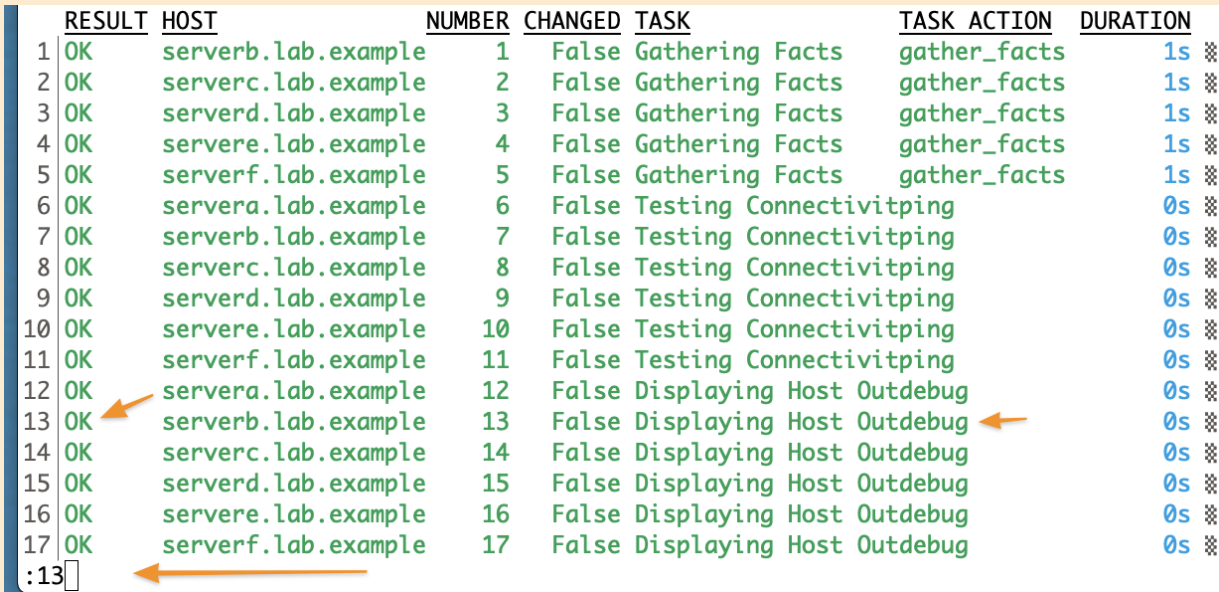 RESULT HOST NUMBER CHANGED TASK TASK ACTION DURATION
1 OK serverb.lab.example 1 False Gathering Facts gather_facts 1s
2 OK serverc.lab.example 2 False Gathering Facts gather_facts 1s
3 OK serverd.lab.example 3 False Gathering Facts gather_facts 1s
4 OK servere.lab.example 4 False Gathering Facts gather_facts 1s
5 OK serverf.lab.example 5 False Gathering Facts gather_facts 1s
6 OK servera.lab.example 6 False Testing Connectivitping 0s
7 OK serverb.lab.example 7 False Testing Connectivitping 0s
8 OK serverc.lab.example 8 False Testing Connectivitping 0s
9 OK serverd.lab.example 9 False Testing Connectivitping 0s
10 OK servere.lab.example 10 False Testing Connectivitping 0s
11 OK serverf.lab.example 11 False Testing Connectivitping 0s
12 OK servera.lab.example 12 False Displaying Host Outdebug 0s
13 OK serverb.lab.example 13 False Displaying Host Outdebug 0s
14 OK serverc.lab.example 14 False Displaying Host Outdebug 0s
15 OK serverd.lab.example 15 False Displaying Host Outdebug 0s
16 OK servere.lab.example 16 False Displaying Host Outdebug 0s
17 OK serverf.lab.example 17 False Displaying Host Outdebug 0s
:13